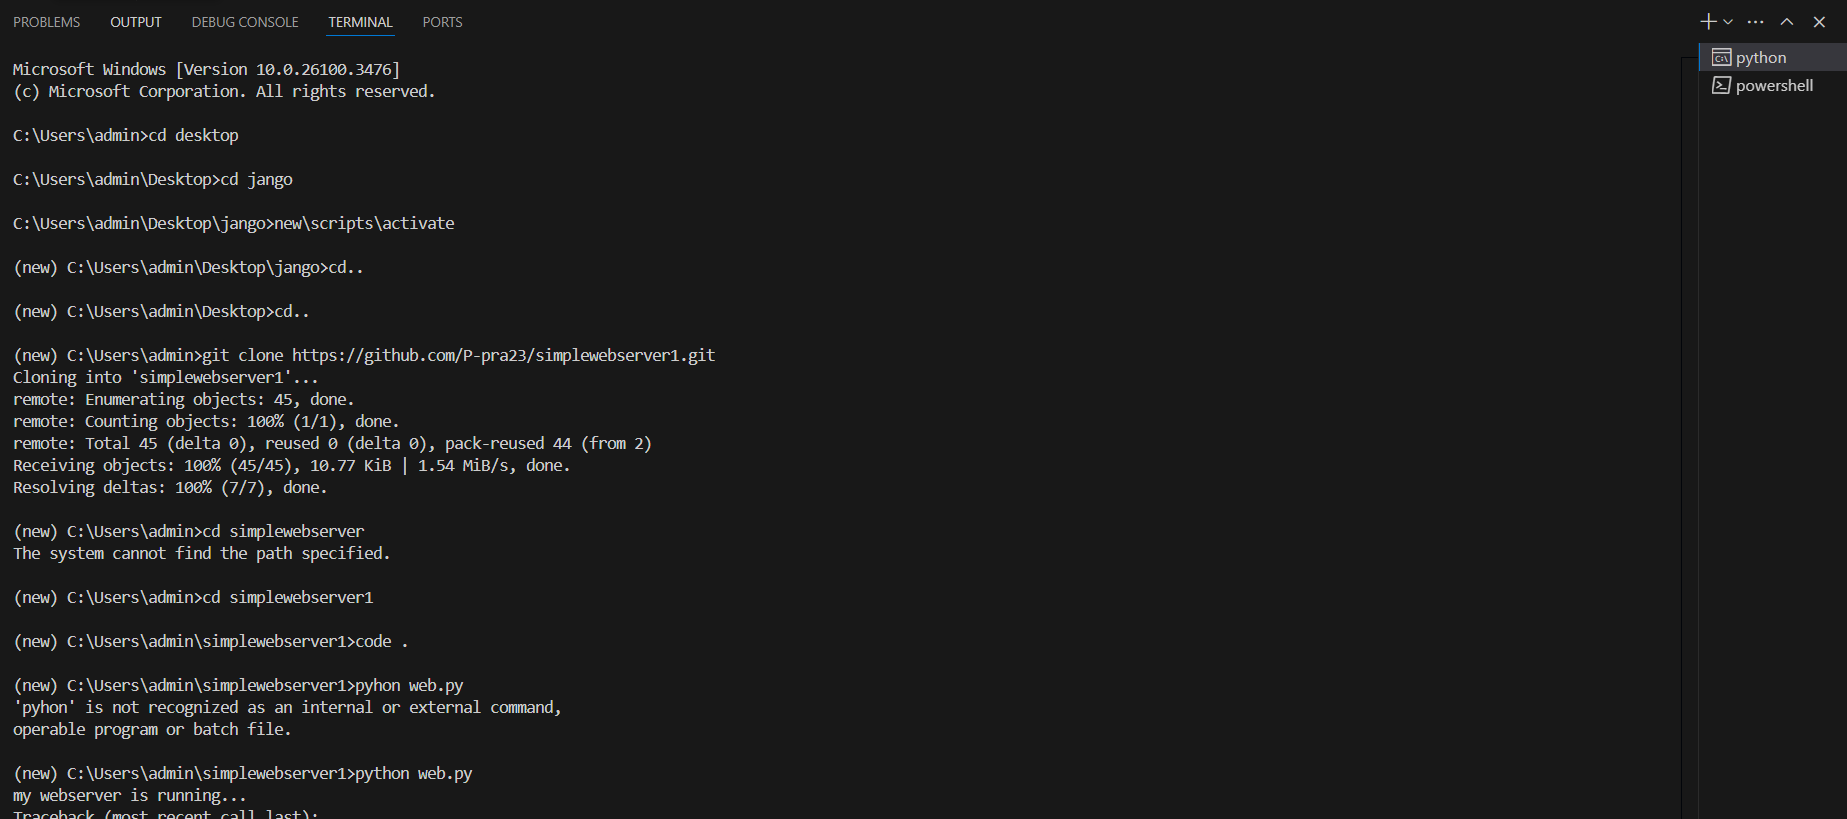 PROBLEMS OUTPUT DEBUG CONSOLE TERMINAL PORTS
python
powershell
Microsoft Windows [Version 10.0.26100.3476]
(c) Microsoft Corporation. All rights reserved.
C:\Users\admin>cd desktop
C:\Users\admin\Desktop>cd jango
C:\Users\admin\Desktop\jango>new\scripts\activate
(new) C:\Users\admin\Desktop\jango>cd..
(new) C:\Users\admin\Desktop>cd..
(new) C:\Users\admin>git clone https://github.com/P-pra23/simplewebserver1.git
Cloning into 'simplewebserver1'...
remote: Enumerating objects: 45, done.
remote: Counting objects: 100% (1/1), done.
remote: Total 45 (delta 0), reused 0 (delta 0), pack-reused 44 (from 2)
Receiving objects: 100% (45/45), 10.77 KiB | 1.54 MiB/s, done.
Resolving deltas: 100% (7/7), done.
(new) C:\Users\admin>cd simplewebserver
The system cannot find the path specified.
(new) C:\Users\admin>cd simplewebserver1
(new) C:\Users\admin\simplewebserver1>code .
(new) C:\Users\admin\simplewebserver1>pyhon web.py
'pyhon' is not recognized as an internal or external command,
operable program or batch file.
(new) C:\Users\admin\simplewebserver1>python web.py
my webserver is running...
Traceback (most recent call last):